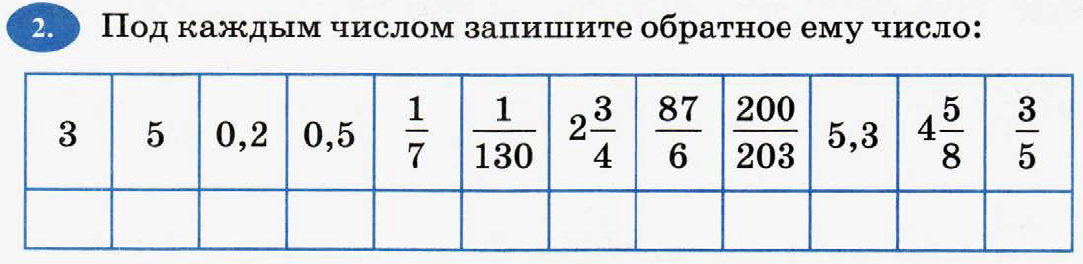 2. Под каждым числом запишите обратное ему число:
3 5 0,2 0,5 1/7 1/130 2 3/4 87/6 200/203 5,3 4 5/8 3/5